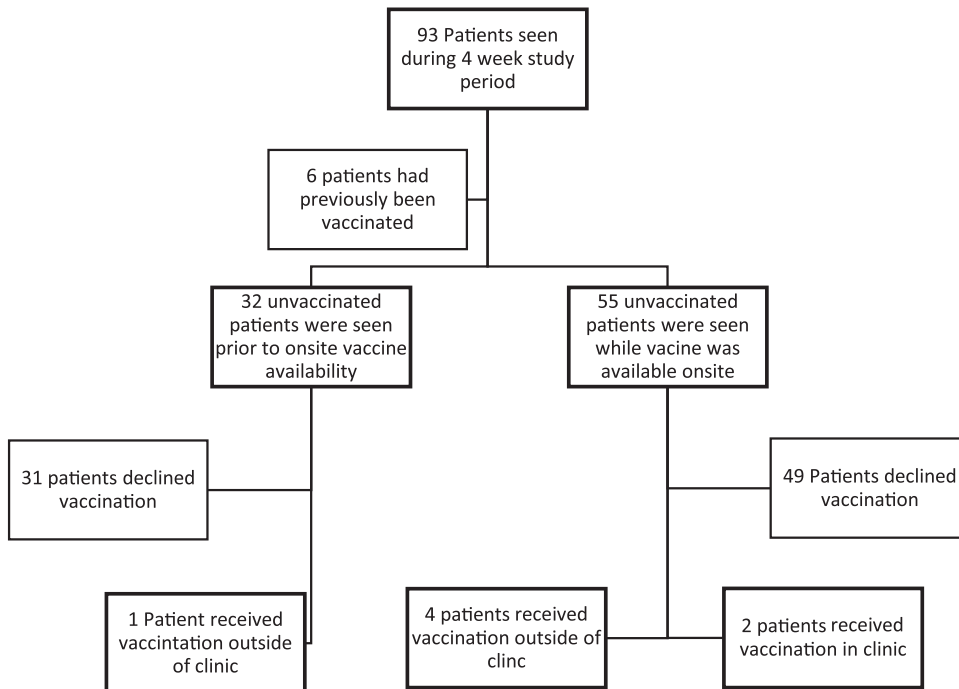 93 Patients seen
during 4 week study
period
6 patients had
previously been
vaccinated
32 unvaccinated
patients were seen
prior to onsite vaccine
availability
55 unvaccinated
patients were seen
while vacine was
available onsite
31 patients declined
vaccination
49 Patients declined
vaccination
1 Patient received
vaccintation outside
of clinic
4 patients received
vaccination outside of
clinc
2 patients received
vaccination in clinic